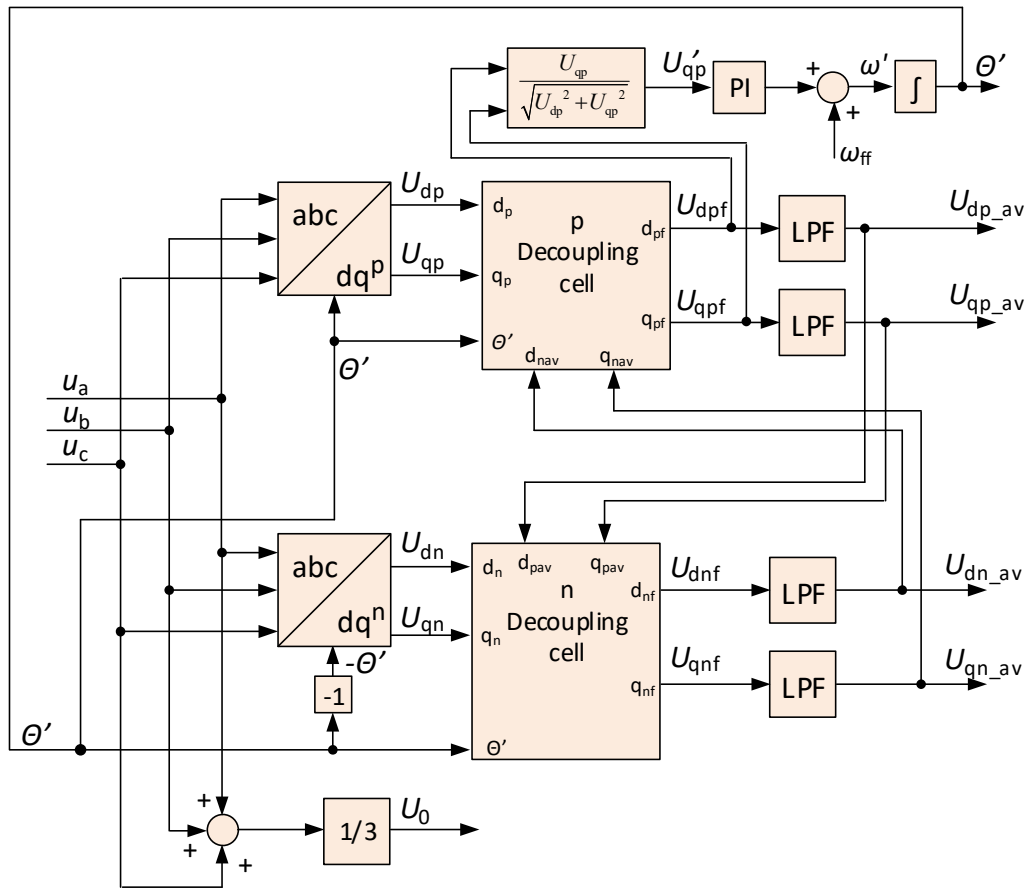 Uqp
√Udp² + Uqp²
U'qp
PI
+
+
ω'
∫
Θ'
ωff
abc
dqᵖ
Udp
Uqp
dp
qp
Θ'
p
Decoupling
cell
dpf
qpf
dnav
qnav
Udpf
Uqpf
LPF
LPF
Udp_av
Uqp_av
Θ'
ua
ub
uc
abc
dqⁿ
Udn
Uqn
-Θ'
-1
dn
qn
dpav
qpav
n
Decoupling
cell
dnf
qnf
Θ'
Udnf
Uqnf
LPF
LPF
Udn_av
Uqn_av
Θ'
+
+
+
1/3
U0